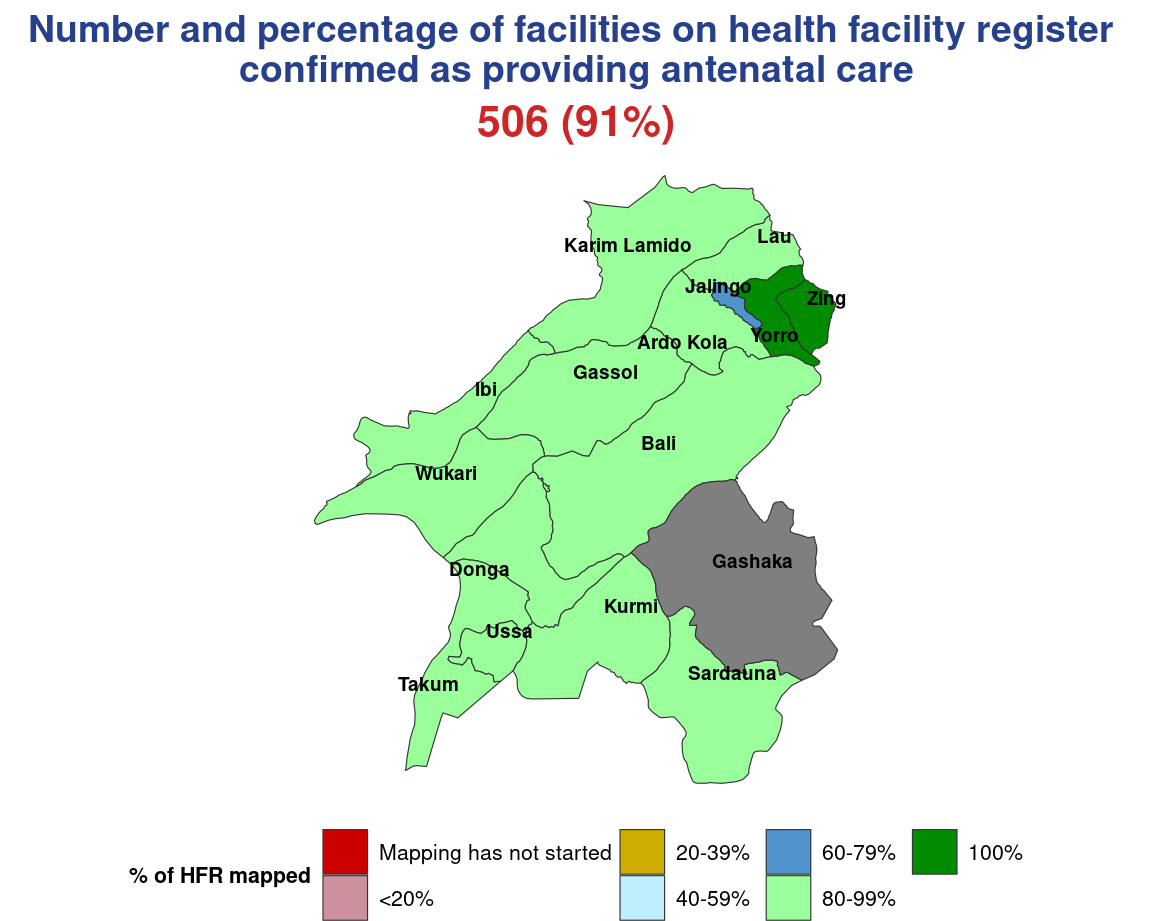 Number and percentage of facilities on health facility register
confirmed as providing antenatal care
506 (91%)
Karim Lamido
Lau
Jalingo
Zing
Yorro
Ardo Kola
Gassol
Ibi
Bali
Wukari
Gashaka
Donga
Kurmi
Ussa
Sardauna
Takum
% of HFR mapped
Mapping has not started
<20%
20-39%
40-59%
60-79%
80-99%
100%